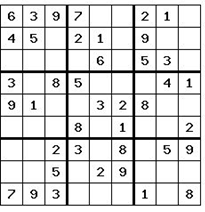 6 3 9 7 2 1
4 5 2 1 9
6 5 3
3 8 5 4 1
9 1 3 2 8
8 1 2
2 3 8 5 9
5 2 9
7 9 3 1 8